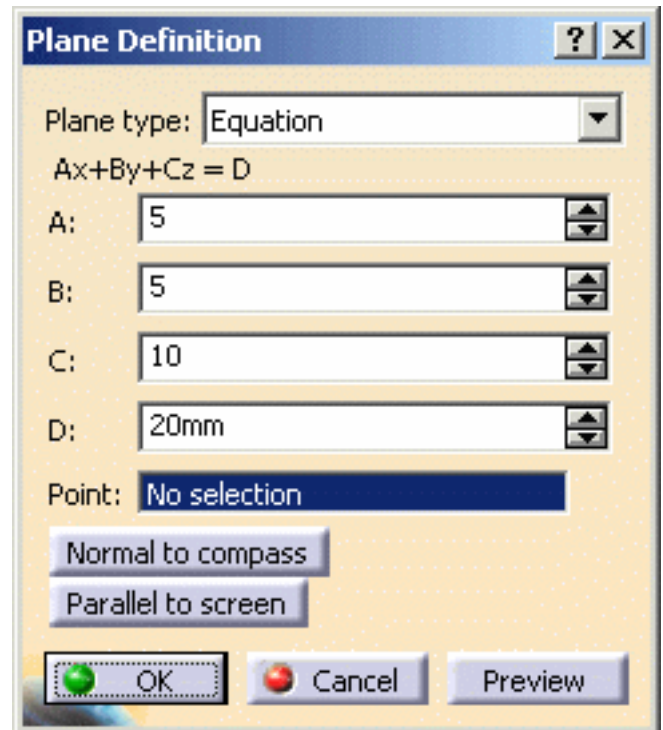 Plane Definition ? ×
Plane type: Equation
Ax+By+Cz = D
A: 5
B: 5
C: 10
D: 20mm
Point: No selection
Normal to compass
Parallel to screen
OK Cancel Preview